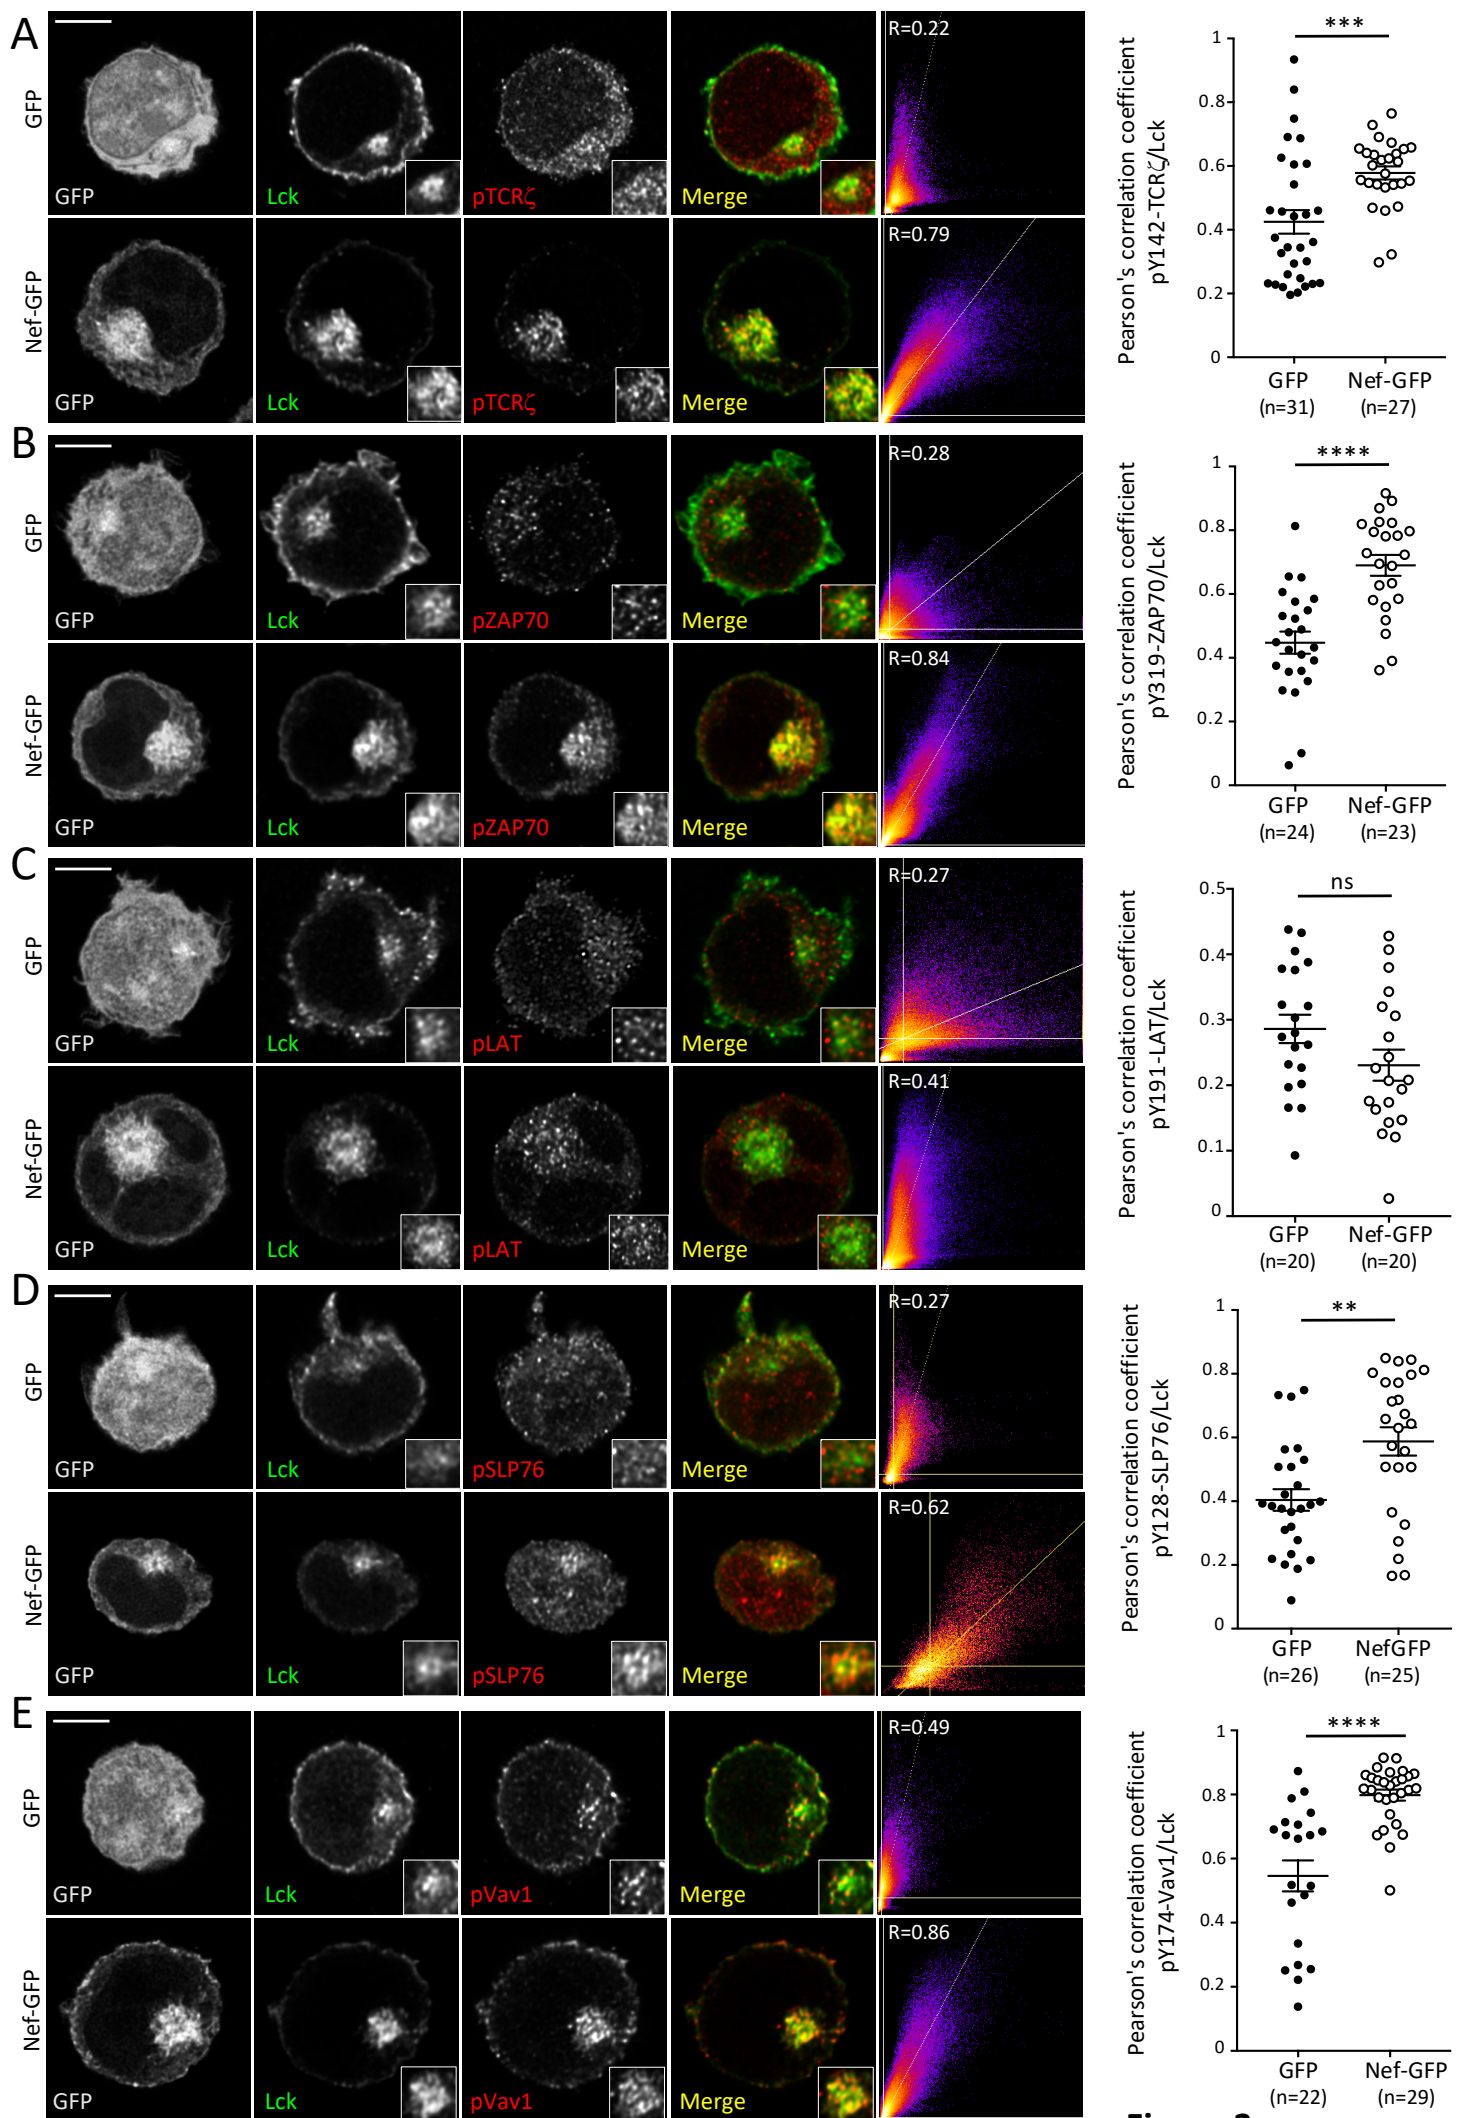 A
GFP
GFP
Lck
pTCRζ
Merge
R=0.22
Nef-GFP
GFP
Lck
pTCRζ
Merge
R=0.79
Pearson's correlation coefficient
pY142-TCRζ/Lck
***
1
0.8
0.6
0.4
0.2
0
GFP
Nef-GFP
(n=31)
(n=27)
B
GFP
GFP
Lck
pZAP70
Merge
R=0.28
Nef-GFP
GFP
Lck
pZAP70
Merge
R=0.84
Pearson's correlation coefficient
pY319-ZAP70/Lck
****
1
0.8
0.6
0.4
0.2
0
GFP
Nef-GFP
(n=24)
(n=23)
C
GFP
GFP
Lck
pLAT
Merge
R=0.27
Nef-GFP
GFP
Lck
pLAT
Merge
R=0.41
Pearson's correlation coefficient
pY191-LAT/Lck
ns
0.5
0.4
0.3
0.2
0.1
0
GFP
Nef-GFP
(n=20)
(n=20)
D
GFP
GFP
Lck
pSLP76
Merge
R=0.27
Nef-GFP
GFP
Lck
pSLP76
Merge
R=0.62
Pearson's correlation coefficient
pY128-SLP76/Lck
**
1
0.8
0.6
0.4
0.2
0
GFP
NefGFP
(n=26)
(n=25)
E
GFP
GFP
Lck
pVav1
Merge
R=0.49
Nef-GFP
GFP
Lck
pVav1
Merge
R=0.86
Pearson's correlation coefficient
pY174-Vav1/Lck
****
1
0.8
0.6
0.4
0.2
0
GFP
Nef-GFP
(n=22)
(n=29)